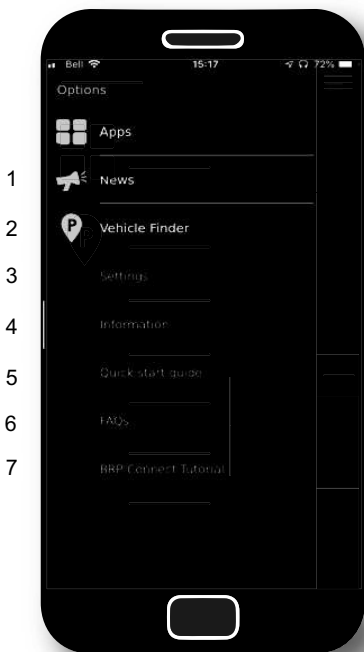 Bell 15:17 72%
Options
Apps
1 News
2 P Vehicle Finder
3 Settings
4 Information
5 Quick start guide
6 FAQs
7 BRP Connect Tutorial